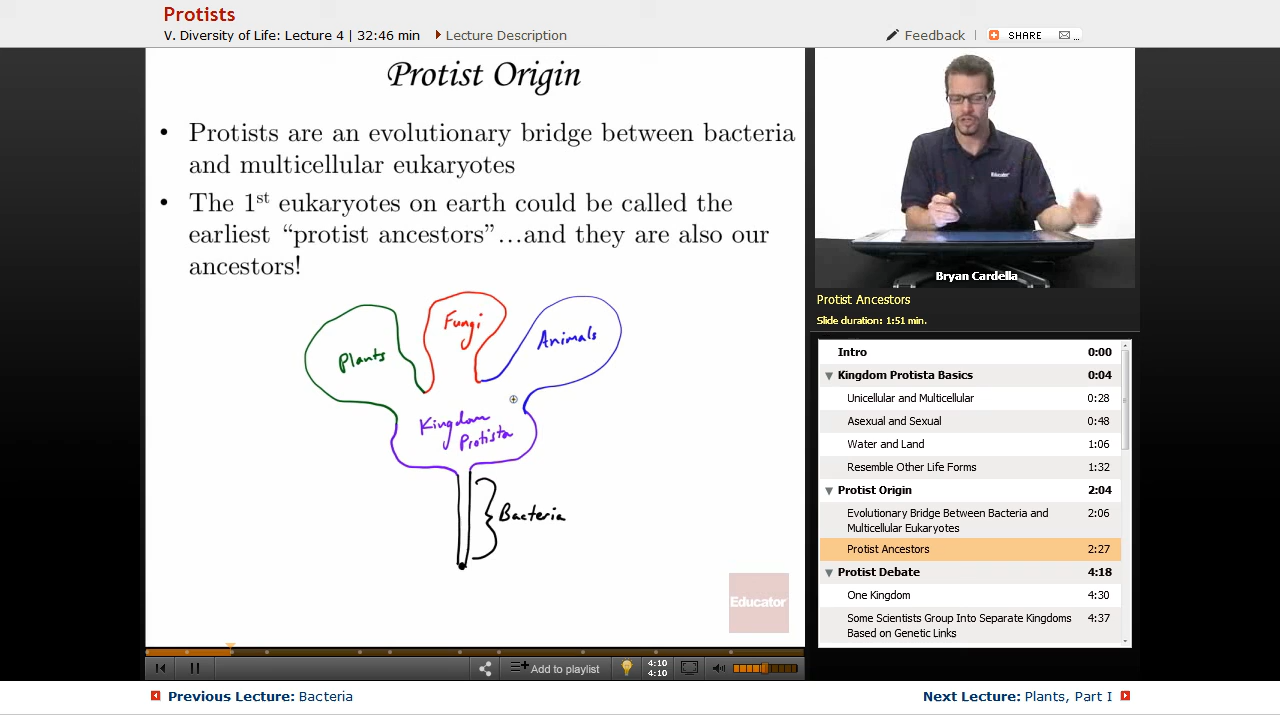 Protists
V. Diversity of Life: Lecture 4 | 32:46 min
Lecture Description
Feedback
SHARE
...
Protist Origin
• Protists are an evolutionary bridge between bacteria
and multicellular eukaryotes
• The 1st eukaryotes on earth could be called the
earliest “protist ancestors”…and they are also our
ancestors!
Plants
Fungi
Animals
Kingdom
Protista
Bacteria
Educator
Educator
Bryan Cardella
Protist Ancestors
Slide duration: 1:51 min.
Intro 0:00
Kingdom Protista Basics 0:04
Unicellular and Multicellular 0:28
Asexual and Sexual 0:48
Water and Land 1:06
Resemble Other Life Forms 1:32
Protist Origin 2:04
Evolutionary Bridge Between Bacteria and 2:06
Multicellular Eukaryotes
Protist Ancestors 2:27
Protist Debate 4:18
One Kingdom 4:30
Some Scientists Group Into Separate Kingdoms 4:37
Based on Genetic Links
Add to playlist
4:10
4:10
Previous Lecture: Bacteria
Next Lecture: Plants, Part I